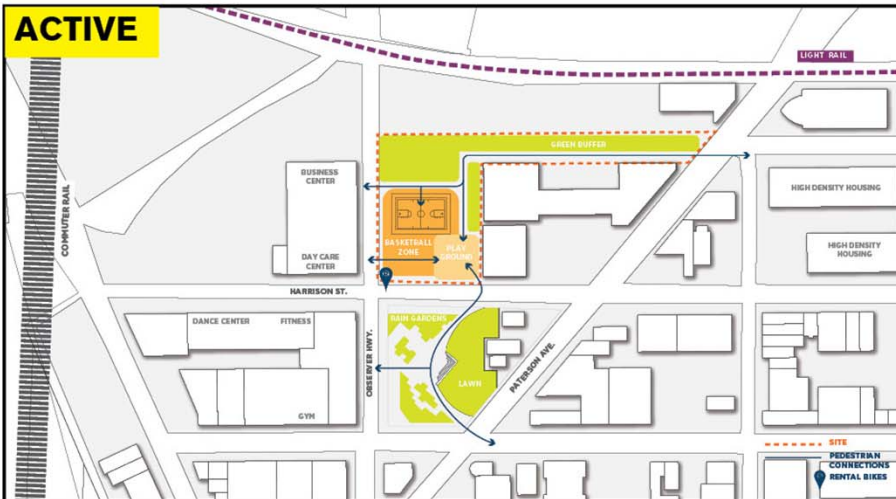 ACTIVE
LIGHT RAIL
GREEN BUFFER
BUSINESS
CENTER
HIGH DENSITY HOUSING
COMMUTER RAIL
BASKETBALL
ZONE
PLAY
GROUND
HIGH DENSITY
HOUSING
DAY CARE
CENTER
HARRISON ST.
RAIN GARDENS
DANCE CENTER
FITNESS
OBSERVER HWY.
PATERSON AVE.
LAWN
GYM
SITE
PEDESTRIAN
CONNECTIONS
RENTAL BIKES